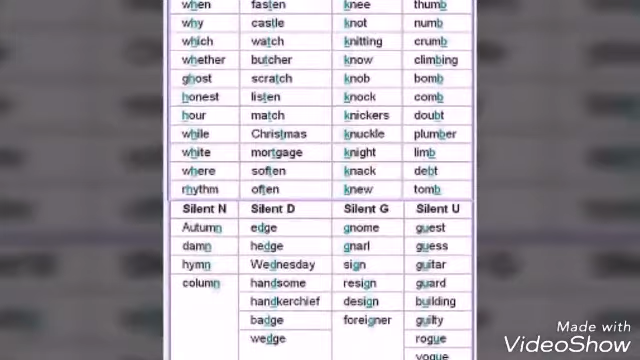 when fasten knee thumb
why castle knot numb
which watch knitting crumb
whether butcher know climbing
ghost scratch knob bomb
honest listen knock comb
hour match knickers doubt
while Christmas knuckle plumber
white mortgage knight limb
where soften knack debt
rhythm often knew tomb
Silent N Silent D Silent G Silent U
Autumn edge gnome guest
damn hedge gnarl guess
hymn Wednesday sign guitar
column handsome resign guard
handkerchief design building
badge foreigner guilty
wedge rogue
vogue
Made with
VideoShow